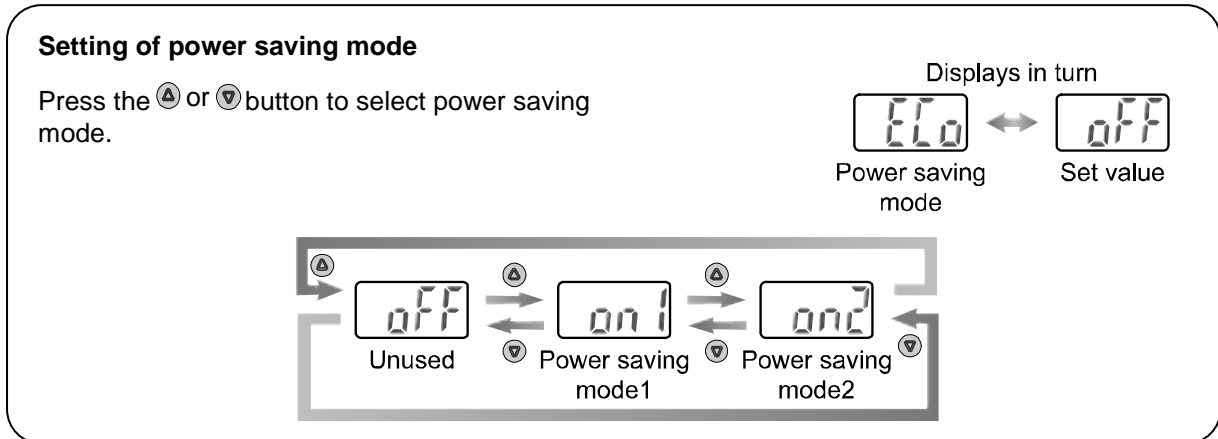 Setting of power saving mode
Press the or button to select power saving
mode.
Displays in turn
ECo oFF
Power saving
mode
Set value
oFF on1 on2
Unused
Power saving
mode1
Power saving
mode2